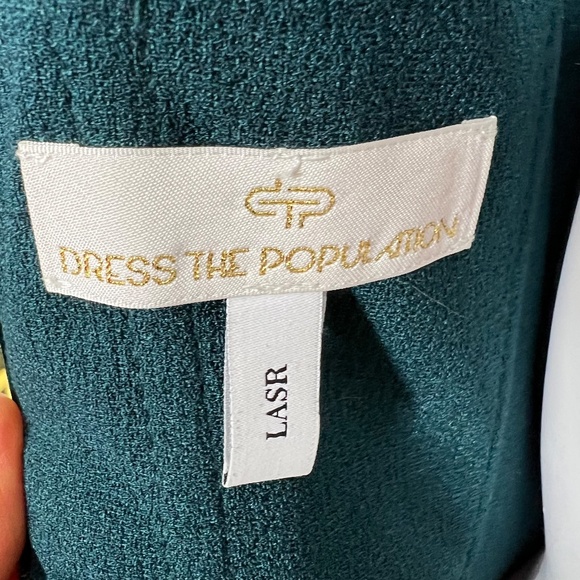 DRESS THE POPULATION
LASR